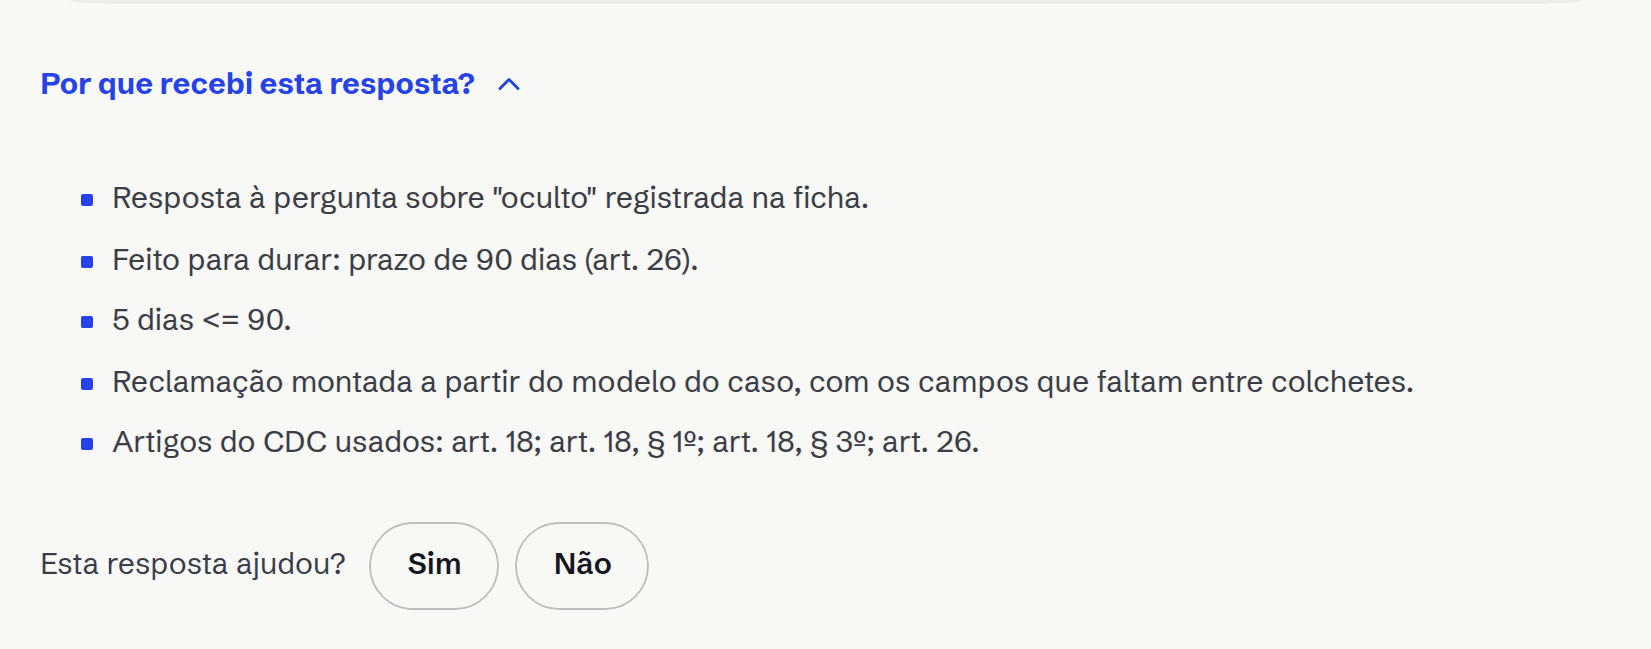 Por que recebi esta resposta?
Resposta à pergunta sobre "oculto" registrada na ficha.
Feito para durar: prazo de 90 dias (art. 26).
5 dias <= 90.
Reclamação montada a partir do modelo do caso, com os campos que faltam entre colchetes.
Artigos do CDC usados: art. 18; art. 18, § 1º; art. 18, § 3º; art. 26.
Esta resposta ajudou? Sim Não